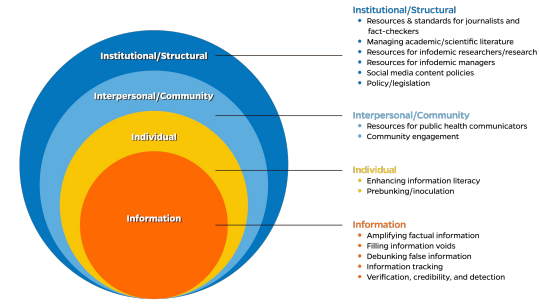 Institutional/Structural
Interpersonal/Community
Individual
Information
Institutional/Structural
• Resources & standards for journalists and
fact-checkers
• Managing academic/scientific literature
• Resources for infodemic researchers/research
• Resources for infodemic managers
• Social media content policies
• Policy/legislation
Interpersonal/Community
• Resources for public health communicators
• Community engagement
Individual
• Enhancing information literacy
• Prebunking/inoculation
Information
• Amplifying factual information
• Filling information voids
• Debunking false information
• Information tracking
• Verification, credibility, and detection